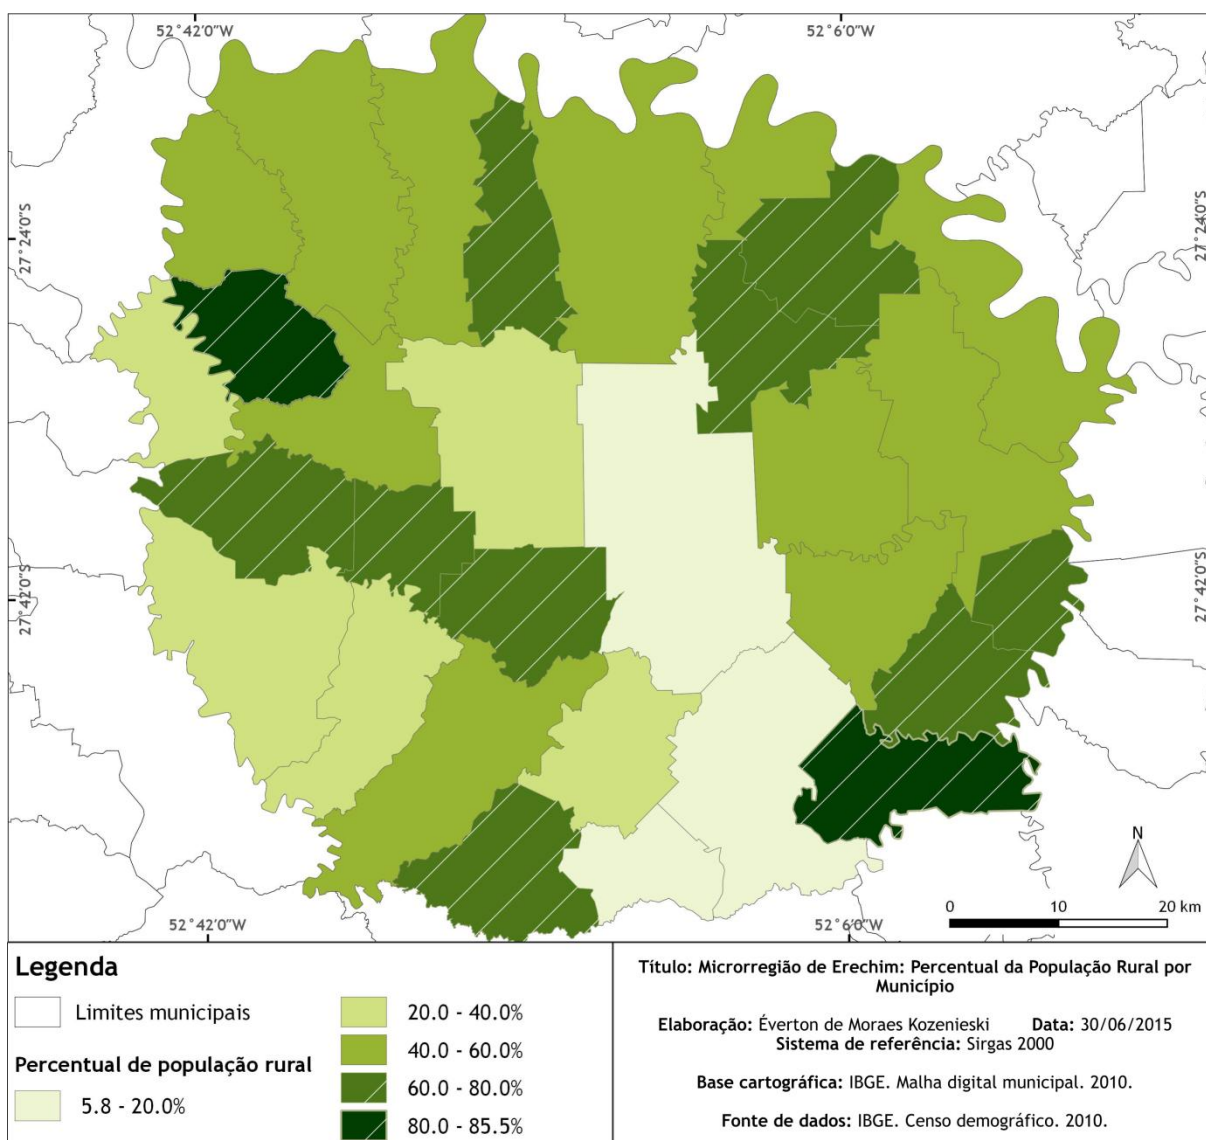 52°42'0"W
52°6'0"W
27°24'0"S
27°24'0"S
27°42'0"S
27°42'0"S
N
0 10 20 km
52°42'0"W
52°6'0"W
Legenda
Limites municipais
Percentual de população rural
5.8 - 20.0%
20.0 - 40.0%
40.0 - 60.0%
60.0 - 80.0%
80.0 - 85.5%
Título: Microrregião de Erechim: Percentual da População Rural por
Município
Elaboração: Éverton de Moraes Kozenieski Data: 30/06/2015
Sistema de referência: Sirgas 2000
Base cartográfica: IBGE. Malha digital municipal. 2010.
Fonte de dados: IBGE. Censo demográfico. 2010.